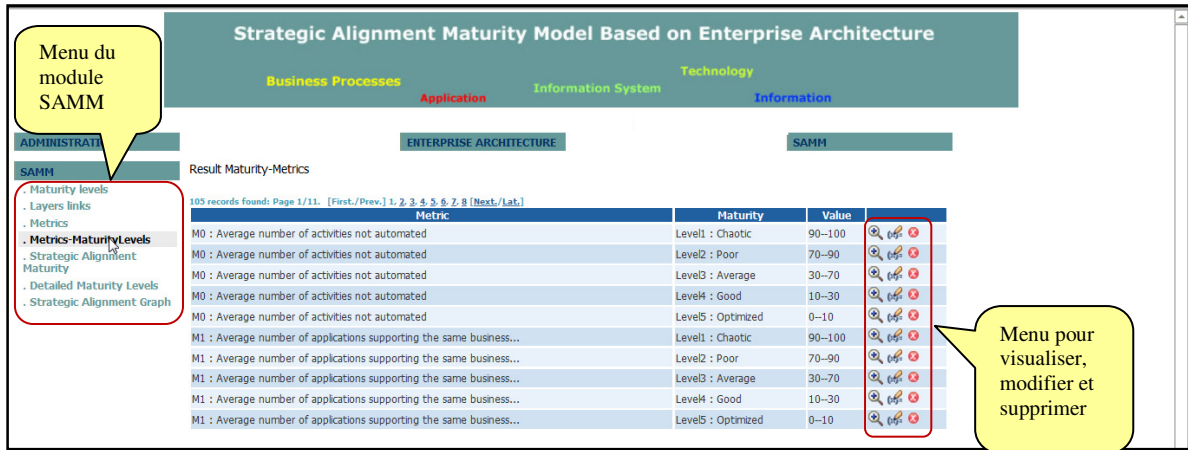 Strategic Alignment Maturity Model Based on Enterprise Architecture
Business Processes
Application
Information System
Technology
Information
Menu du
module
SAMM
ENTERPRISE ARCHITECTURE
SAMM
SAMM
. Maturity levels
. Layers links
. Metrics
. Metrics-MaturityLevels
. Strategic Alignment
Maturity
. Detailed Maturity Levels
. Strategic Alignment Graph
Result Maturity-Metrics
105 records found: Page 1/11. [First./Prev.] 1, 2, 3, 4, 5, 6, 7, 8 [Next./Lat.]
Metric Maturity Value
M0 : Average number of activities not automated Level1 : Chaotic 90--100
M0 : Average number of activities not automated Level2 : Poor 70--90
M0 : Average number of activities not automated Level3 : Average 30--70
M0 : Average number of activities not automated Level4 : Good 10--30
M0 : Average number of activities not automated Level5 : Optimized 0--10
M1 : Average number of applications supporting the same business... Level1 : Chaotic 90--100
M1 : Average number of applications supporting the same business... Level2 : Poor 70--90
M1 : Average number of applications supporting the same business... Level3 : Average 30--70
M1 : Average number of applications supporting the same business... Level4 : Good 10--30
M1 : Average number of applications supporting the same business... Level5 : Optimized 0--10
Menu pour
visualiser,
modifier et
supprimer